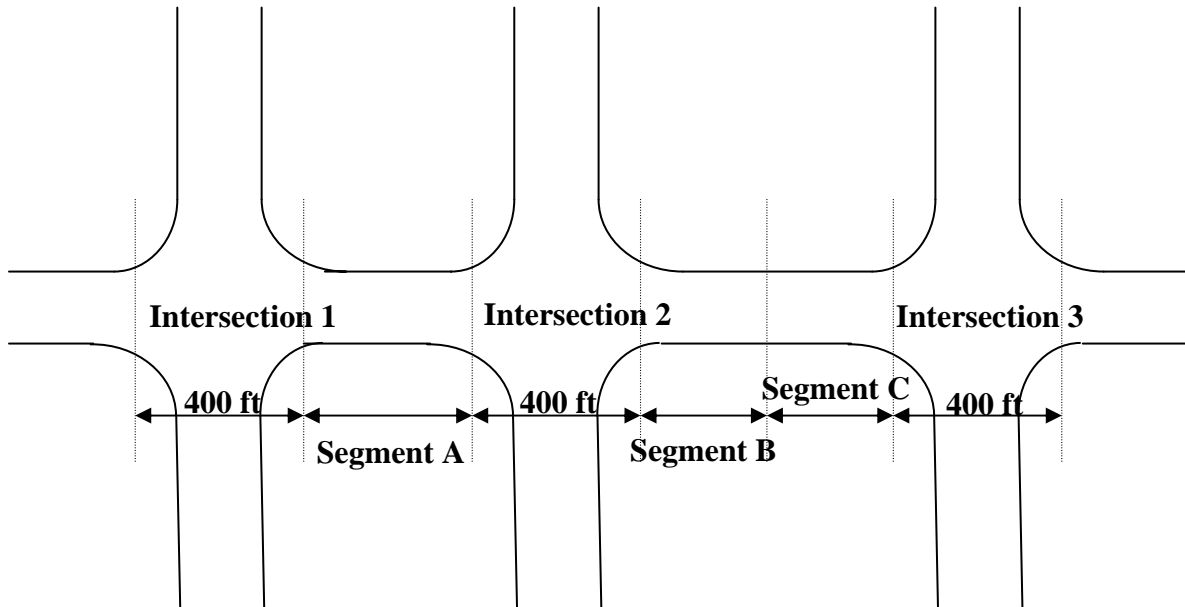 Intersection 1
Intersection 2
Intersection 3
400 ft
Segment A
400 ft
Segment B
Segment C
400 ft